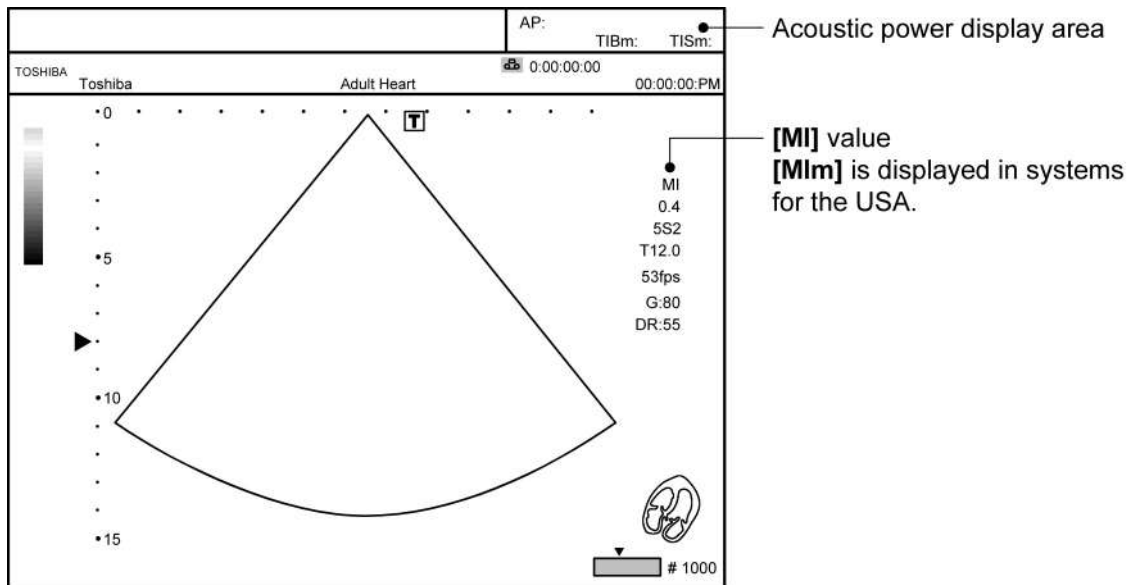 AP:
TIBm: TISm:
Acoustic power display area
TOSHIBA
0:00:00:00
Toshiba Adult Heart 00:00:00:PM
0
T
[MI] value
[MIm] is displayed in systems
for the USA.
MI
0.4
5S2
T12.0
5
53fps
G:80
DR:55
10
15
# 1000